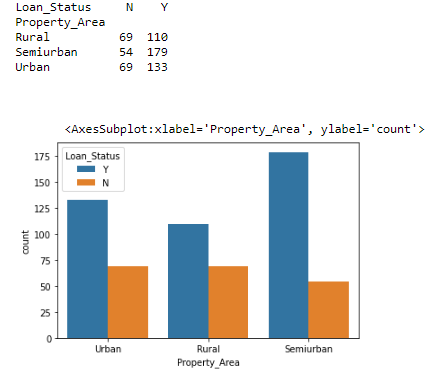 Loan_Status N Y
Property_Area
Rural 69 110
Semiurban 54 179
Urban 69 133
<AxesSubplot:xlabel='Property_Area', ylabel='count'>
Loan_Status
Y
N
175
150
125
100
75
50
25
0
count
Urban Rural Semiurban
Property_Area